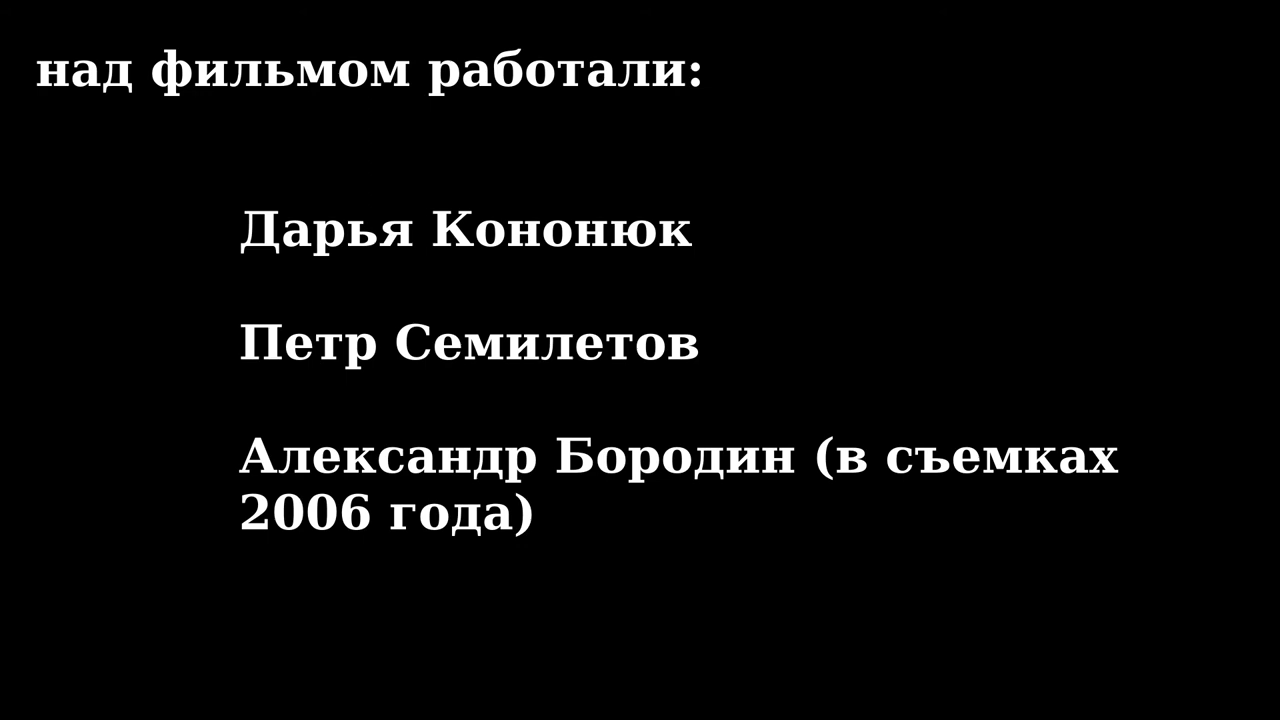 над фильмом работали:
Дарья Кононюк
Петр Семилетов
Александр Бородин (в съемках
2006 года)